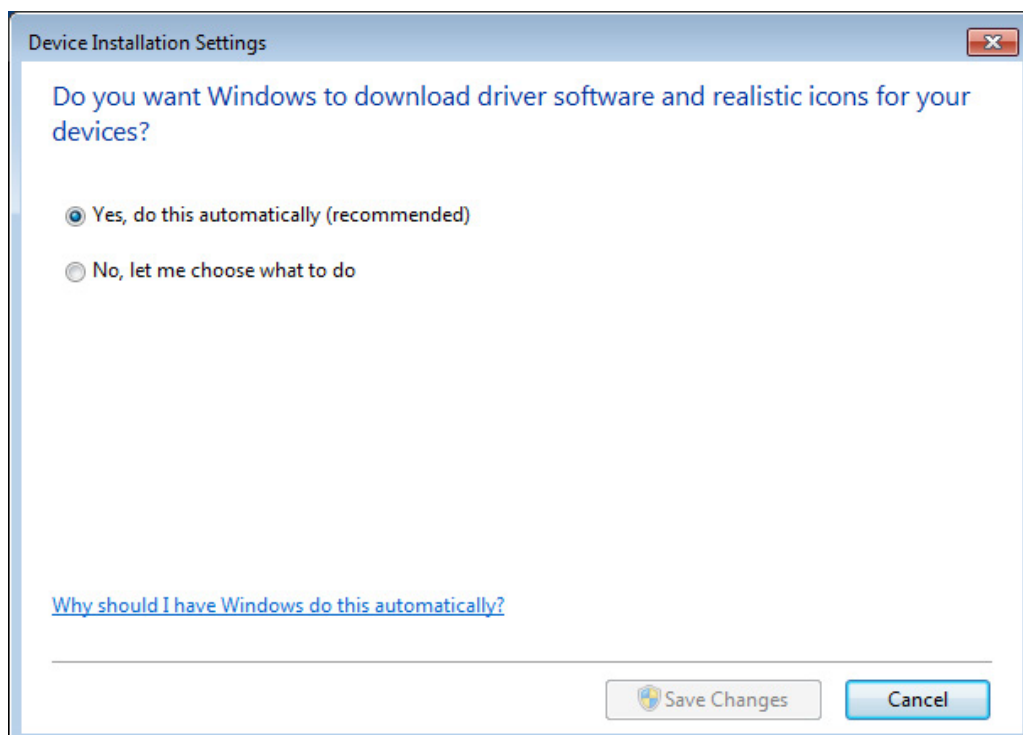 Device Installation Settings
Do you want Windows to download driver software and realistic icons for your
devices?
Yes, do this automatically (recommended)
No, let me choose what to do
Why should I have Windows do this automatically?
Save Changes
Cancel